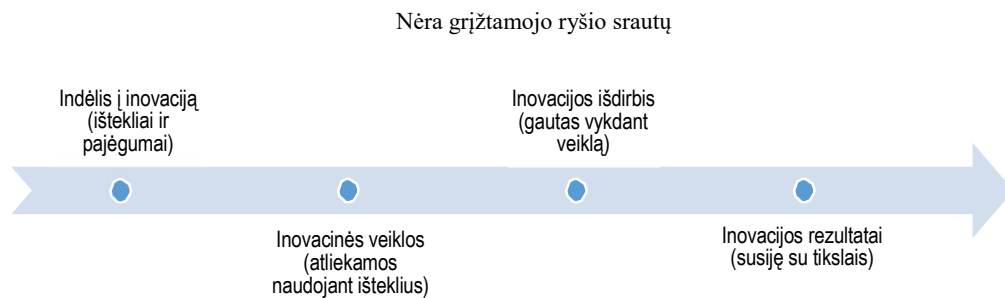 Nėra grįžtamojo ryšio srautų
Indėlis į inovaciją
(ištekliai ir
pajėgumai)
Inovacinės veiklos
(atliekamos
naudojant išteklius)
Inovacijos išdirbis
(gautas vykdant
veiklą)
Inovacijos rezultatai
(susiję su tikslais)